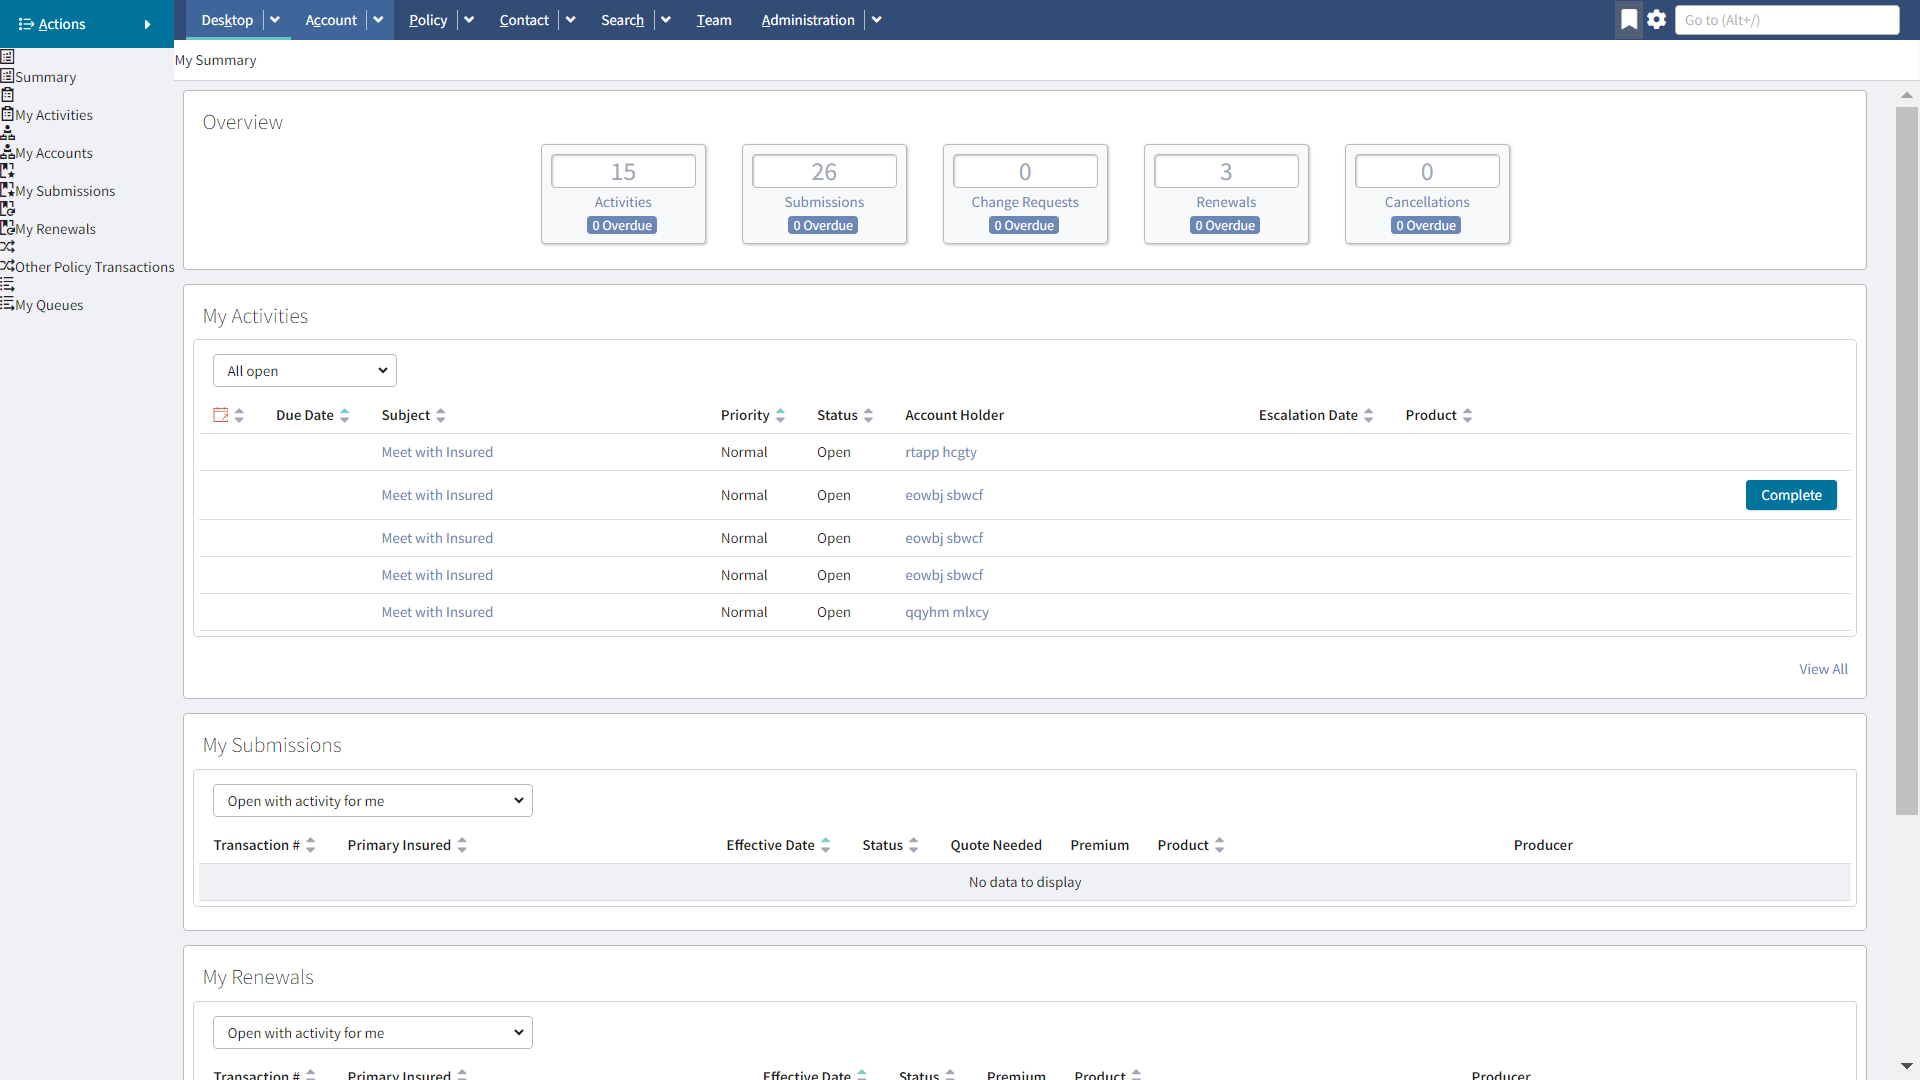 Actions
Desktop
Account
Policy
Contact
Search
Team
Administration
Go to (Alt+/)
Summary
My Activities
My Accounts
My Submissions
My Renewals
Other Policy Transactions
My Queues
My Summary
Overview
15
Activities
0 Overdue
26
Submissions
0 Overdue
0
Change Requests
0 Overdue
3
Renewals
0 Overdue
0
Cancellations
0 Overdue
My Activities
All open
Due Date Subject Priority Status Account Holder Escalation Date Product
Meet with Insured Normal Open rtapp hcgty
Meet with Insured Normal Open eowbj sbwcf Complete
Meet with Insured Normal Open eowbj sbwcf
Meet with Insured Normal Open eowbj sbwcf
Meet with Insured Normal Open qqyhm mlxcy
View All
My Submissions
Open with activity for me
Transaction # Primary Insured Effective Date Status Quote Needed Premium Product Producer
No data to display
My Renewals
Open with activity for me
Transaction # Primary Insured Effective Date Status Premium Product Producer